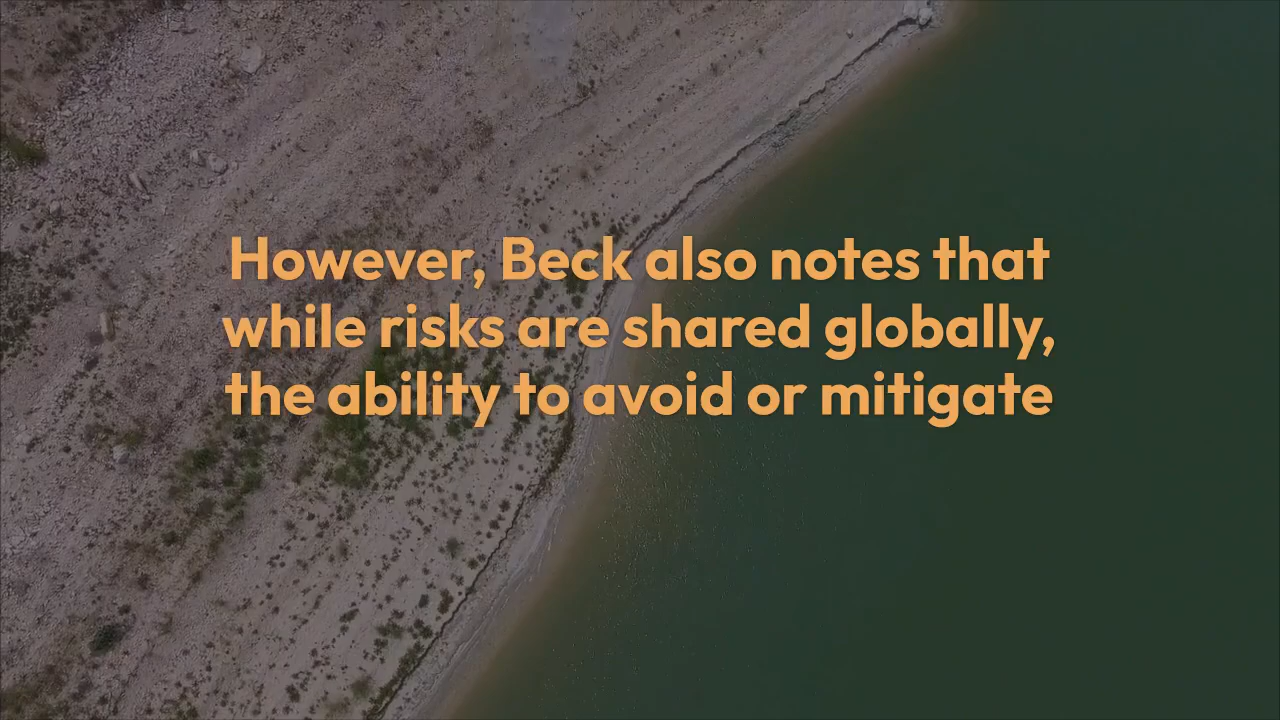 However, Beck also notes that
while risks are shared globally,
the ability to avoid or mitigate